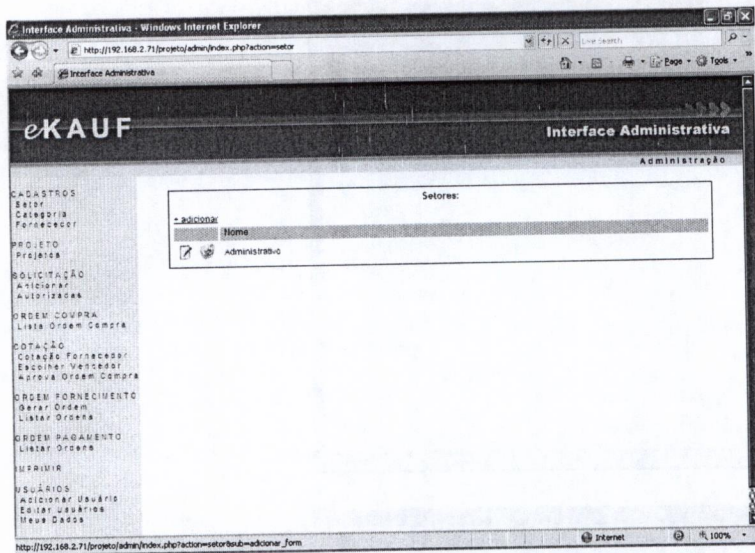 Interface Administrativa - Windows Internet Explorer
http://192.168.2.71/projeto/admin/index.php?action=setor
Live Search
Interface Administrativa
Page Tools
eKAUF
Interface Administrativa
Administração
CADASTROS
Setor
Categoria
Fornecedor
PROJETO
Projetos
SOLICITAÇÃO
Adicionar
Autorizadas
ORDEM COMPRA
Lista Ordem Compra
COTAÇÃO
Cotação Fornecedor
Escolher Vencedor
Aprova Ordem Compra
ORDEM FORNECIMENTO
Gerar Ordem
Listar Ordens
ORDEM PAGAMENTO
Listar Ordens
IMPRIMIR
USUÁRIOS
Adicionar Usuário
Editar Usuários
Meus Dados
Setores:
+ adicionar
Nome
Administrativo
http://192.168.2.71/projeto/admin/index.php?action=setor&sub=adicionar_form
Internet
100%